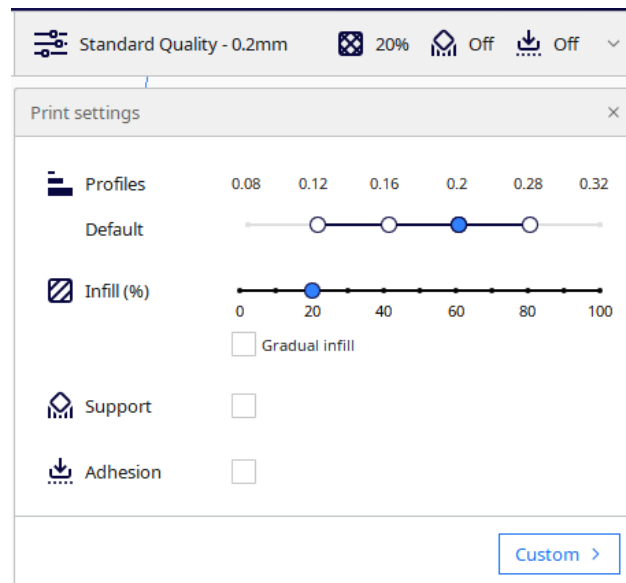 Standard Quality - 0.2mm 20% Off Off
Print settings
Profiles 0.08 0.12 0.16 0.2 0.28 0.32
Default
Infill (%)
0 20 40 60 80 100
Gradual infill
Support
Adhesion
Custom